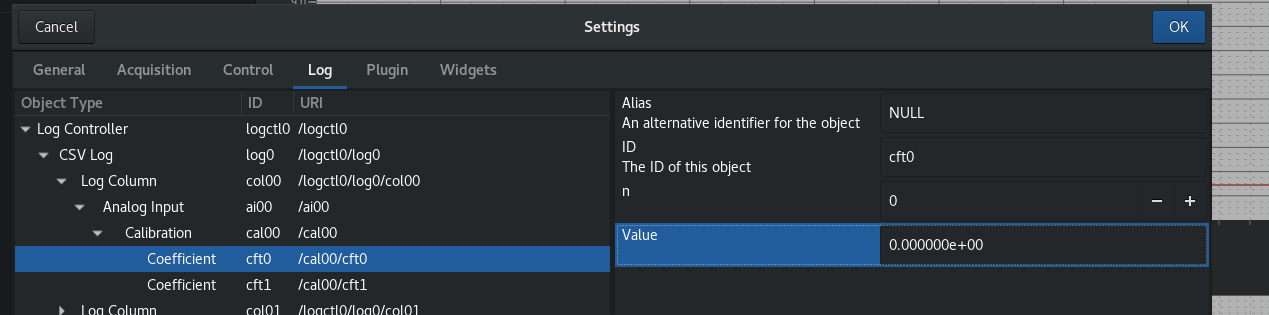 Cancel Settings OK
General Acquisition Control Log Plugin Widgets
Object Type ID URI
Log Controller logctl0 /logctl0
CSV Log log0 /logctl0/log0
Log Column col00 /logctl0/log0/col00
Analog Input ai00 /ai00
Calibration cal00 /cal00
Coefficient cft0 /cal00/cft0
Coefficient cft1 /cal00/cft1
Log Column col01 /logctl0/log0/col01
Alias
An alternative identifier for the object
NULL
ID
The ID of this object
cft0
n
0 − +
Value
0.000000e+00